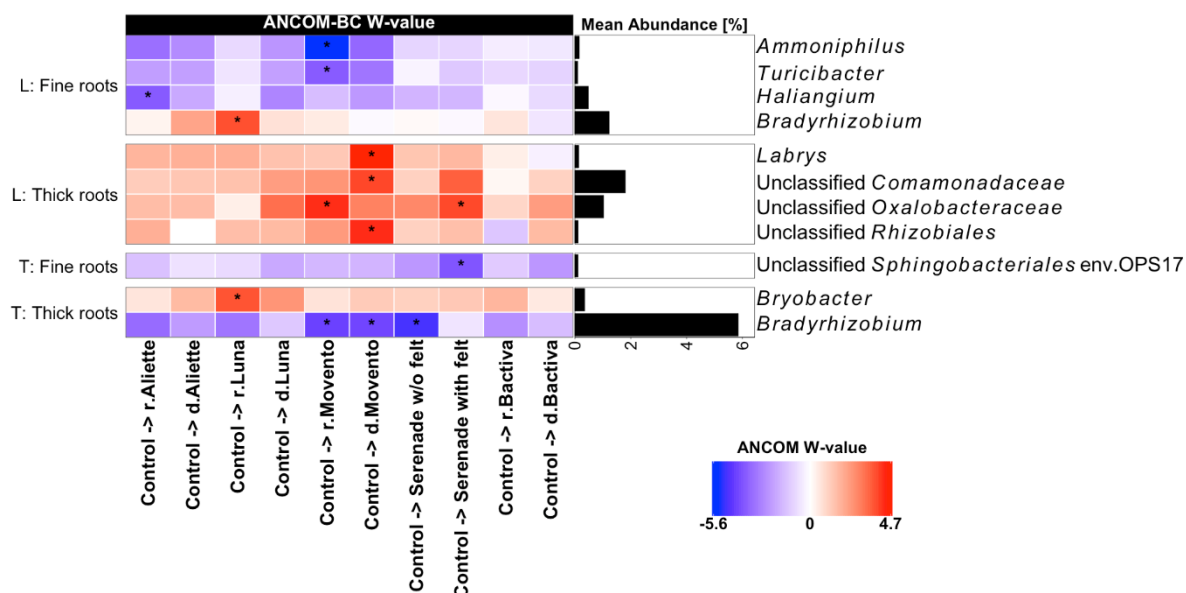 ANCOM-BC W-value
Mean Abundance [%]
L: Fine roots
* Ammoniphilus
* Turicibacter
* Haliangium
* Bradyrhizobium
L: Thick roots
* Labrys
* Unclassified Comamonadaceae
* * Unclassified Oxalobacteraceae
* Unclassified Rhizobiales
T: Fine roots
* Unclassified Sphingobacteriales env.OPS17
T: Thick roots
* Bryobacter
* * * Bradyrhizobium
0 2 4 6
Control -> r.Aliette
Control -> d.Aliette
Control -> r.Luna
Control -> d.Luna
Control -> r.Movento
Control -> d.Movento
Control -> Serenade w/o felt
Control -> Serenade with felt
Control -> r.Bactiva
Control -> d.Bactiva
ANCOM W-value
-5.6 0 4.7